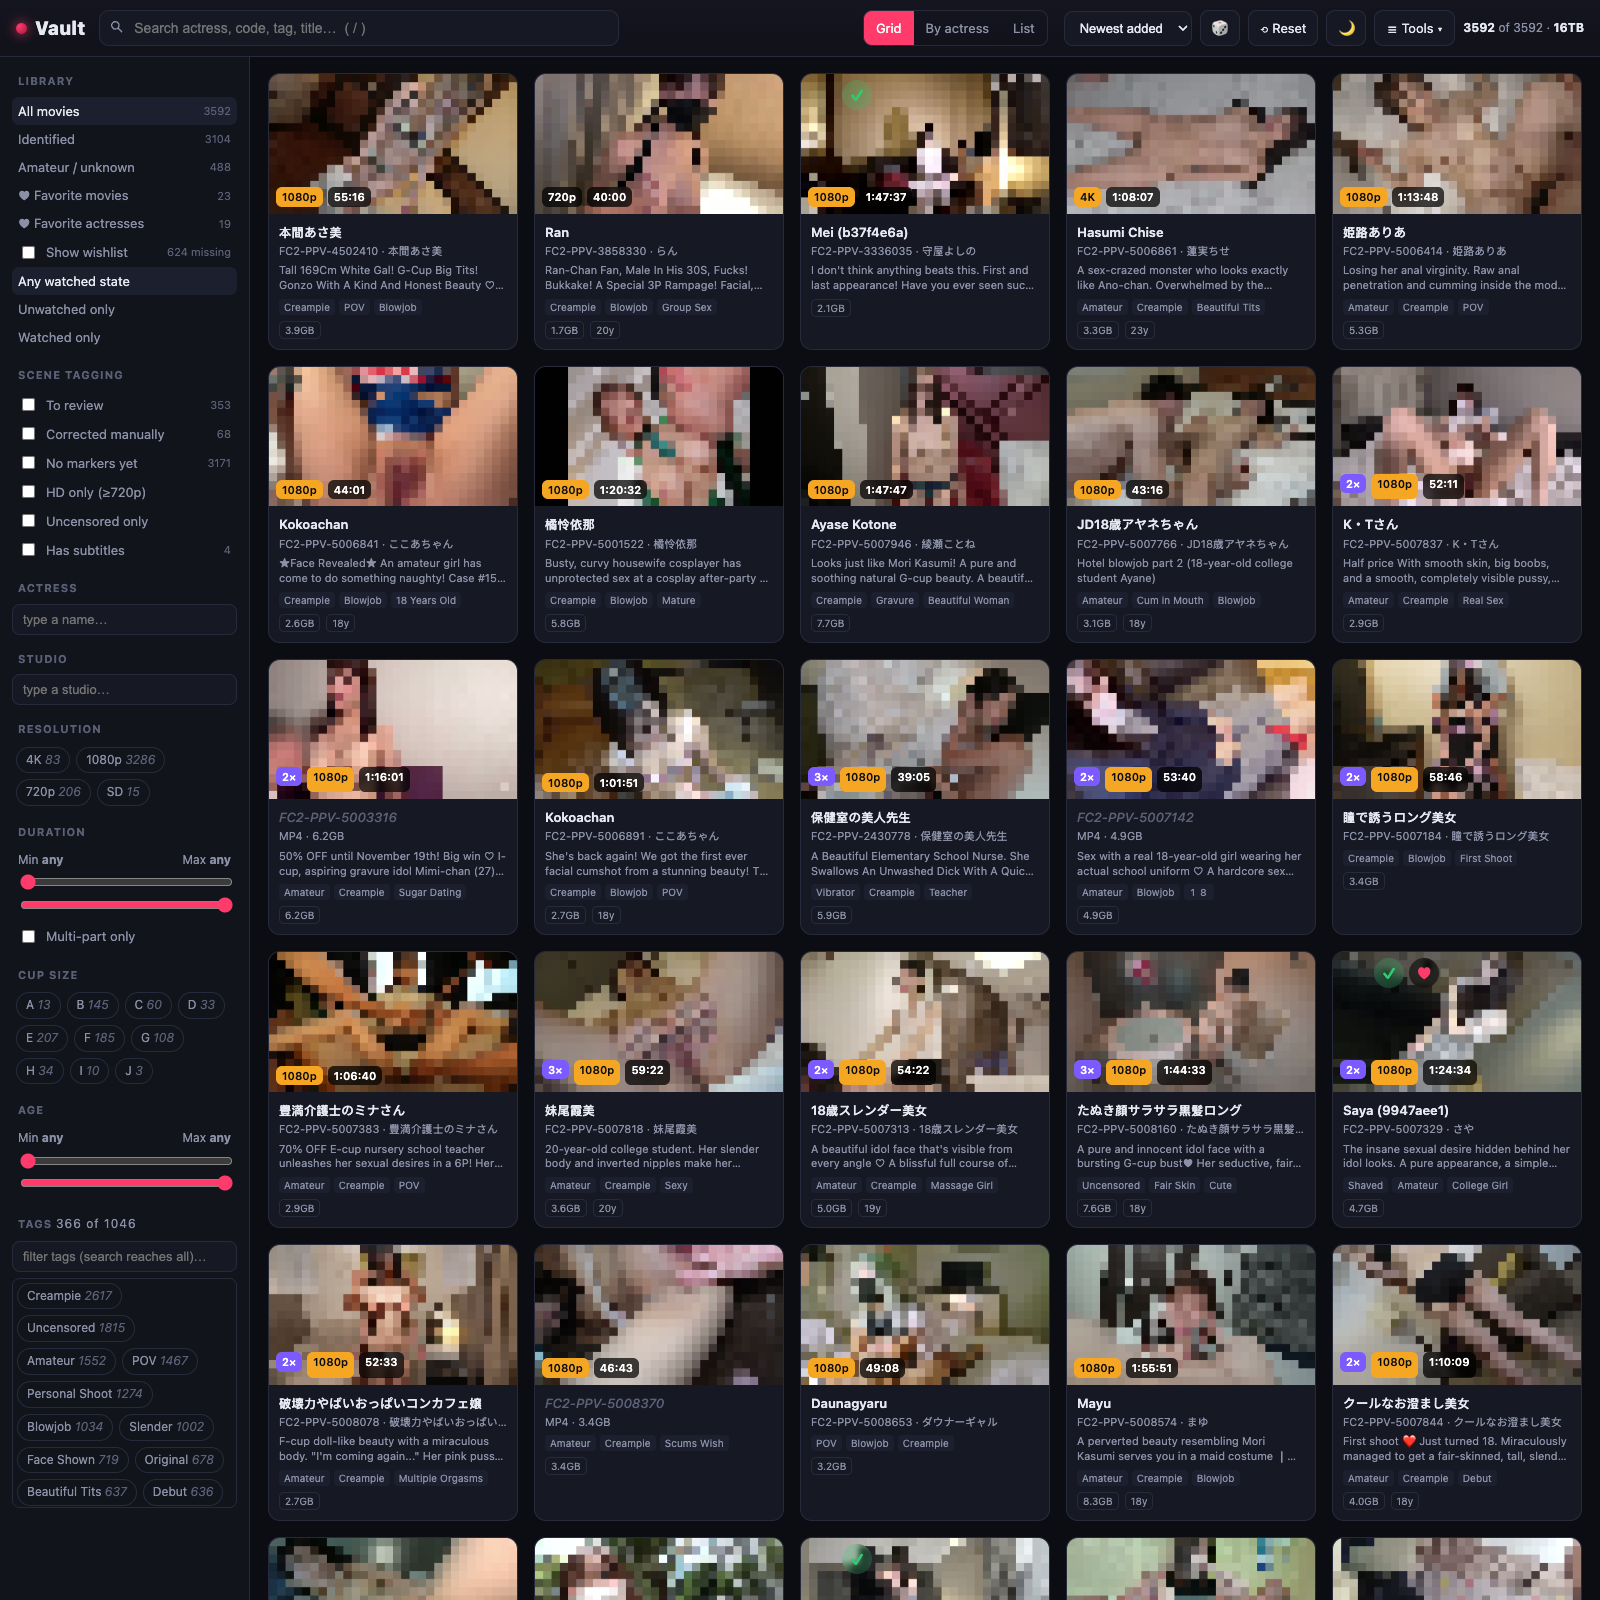 Vault
Search actress, code, tag, title… ( / )
Grid
By actress
List
Newest added
Reset
Tools
3592 of 3592 · 16TB
LIBRARY
All movies 3592
Identified 3104
Amateur / unknown 488
♥ Favorite movies 23
♥ Favorite actresses 19
Show wishlist 624 missing
Any watched state
Unwatched only
Watched only
SCENE TAGGING
To review 353
Corrected manually 68
No markers yet 3171
HD only (≥720p)
Uncensored only
Has subtitles 4
ACTRESS
type a name…
STUDIO
type a studio…
RESOLUTION
4K 83 1080p 3286
720p 206 SD 15
DURATION
Min any Max any
Multi-part only
CUP SIZE
A 13 B 145 C 60 D 33
E 207 F 185 G 108
H 34 I 10 J 3
AGE
Min any Max any
TAGS 366 of 1046
filter tags (search reaches all)…
Creampie 2617
Uncensored 1815
Amateur 1552 POV 1467
Personal Shoot 1274
Blowjob 1034 Slender 1002
Face Shown 719 Original 678
Beautiful Tits 637 Debut 636
1080p 55:16
本間あさ美
FC2-PPV-4502410 · 本間あさ美
Tall 169Cm White Gal! G-Cup Big Tits!
Gonzo With A Kind And Honest Beauty ♡…
Creampie POV Blowjob
3.9GB
720p 40:00
Ran
FC2-PPV-3858330 · らん
Ran-Chan Fan, Male In His 30S, Fucks!
Bukkake! A Special 3P Rampage! Facial,…
Creampie Blowjob Group Sex
1.7GB 20y
1080p 1:47:37
Mei (b37f4e6a)
FC2-PPV-3336035 · 守屋よしの
I don't think anything beats this. First and
last appearance! Have you ever seen suc…
2.1GB
4K 1:08:07
Hasumi Chise
FC2-PPV-5006861 · 蓮実ちせ
A sex-crazed monster who looks exactly
like Ano-chan. Overwhelmed by the…
Amateur Creampie Beautiful Tits
3.3GB 23y
1080p 1:13:48
姫路ありあ
FC2-PPV-5006414 · 姫路ありあ
Losing her anal virginity. Raw anal
penetration and cumming inside the mod…
Amateur Creampie POV
5.3GB
1080p 44:01
Kokoachan
FC2-PPV-5006841 · ここあちゃん
★Face Revealed★ An amateur girl has
come to do something naughty! Case #15…
Creampie Blowjob 18 Years Old
2.6GB 18y
1080p 1:20:32
橘怜依那
FC2-PPV-5001522 · 橘怜依那
Busty, curvy housewife cosplayer has
unprotected sex at a cosplay after-party …
Creampie Blowjob Mature
5.8GB
1080p 1:47:47
Ayase Kotone
FC2-PPV-5007946 · 綾瀬ことね
Looks just like Mori Kasumi! A pure and
soothing natural G-cup beauty. A beautif…
Creampie Gravure Beautiful Woman
7.7GB
1080p 43:16
JD18歳アヤネちゃん
FC2-PPV-5007766 · JD18歳アヤネちゃん
Hotel blowjob part 2 (18-year-old college
student Ayane)
Amateur Cum in Mouth Blowjob
3.1GB 18y
2x 1080p 52:11
K・Tさん
FC2-PPV-5007837 · K・Tさん
Half price With smooth skin, big boobs,
and a smooth, completely visible pussy,…
Amateur Creampie Real Sex
2.9GB
2x 1080p 1:16:01
FC2-PPV-5003316
MP4 · 6.2GB
50% OFF until November 19th! Big win ♡ I-
cup, aspiring gravure idol Mimi-chan (27)…
Amateur Creampie Sugar Dating
6.2GB
1080p 1:01:51
Kokoachan
FC2-PPV-5006891 · ここあちゃん
She's back again! We got the first ever
facial cumshot from a stunning beauty! T…
Creampie Blowjob POV
2.7GB 18y
3x 1080p 39:05
保健室の美人先生
FC2-PPV-2430778 · 保健室の美人先生
A Beautiful Elementary School Nurse. She
Swallows An Unwashed Dick With A Quic…
Vibrator Creampie Teacher
5.9GB
2x 1080p 53:40
FC2-PPV-5007142
MP4 · 4.9GB
Sex with a real 18-year-old girl wearing her
actual school uniform ♡ A hardcore sex…
Amateur Blowjob 1 8
4.9GB
2x 1080p 58:46
瞳で誘うロング美女
FC2-PPV-5007184 · 瞳で誘うロング美女
Creampie Blowjob First Shoot
3.4GB
1080p 1:06:40
豊満介護士のミナさん
FC2-PPV-5007383 · 豊満介護士のミナさん
70% OFF E-cup nursery school teacher
unleashes her sexual desires in a 6P! Her…
Amateur Creampie POV
2.9GB
3x 1080p 59:22
妹尾霞美
FC2-PPV-5007818 · 妹尾霞美
20-year-old college student. Her slender
body and inverted nipples make her…
Amateur Creampie Sexy
3.6GB 20y
2x 1080p 54:22
18歳スレンダー美女
FC2-PPV-5007313 · 18歳スレンダー美女
A beautiful idol face that's visible from
every angle ♡ A blissful full course of…
Amateur Creampie Massage Girl
5.0GB 19y
3x 1080p 1:44:33
たぬき顔サラサラ黒髪ロング
FC2-PPV-5008160 · たぬき顔サラサラ黒髪…
A pure and innocent idol face with a
bursting G-cup bust♥ Her seductive, fair…
Uncensored Fair Skin Cute
7.6GB 18y
2x 1080p 1:24:34
Saya (9947aee1)
FC2-PPV-5007329 · さや
The insane sexual desire hidden behind her
idol looks. A pure appearance, a simple…
Shaved Amateur College Girl
4.7GB
2x 1080p 52:33
破壊力やばいおっぱいコンカフェ嬢
FC2-PPV-5008078 · 破壊力やばいおっぱい…
F-cup doll-like beauty with a miraculous
body. "I'm coming again..." Her pink puss…
Amateur Creampie Multiple Orgasms
2.7GB
1080p 46:43
FC2-PPV-5008370
MP4 · 3.4GB
Amateur Creampie Scums Wish
3.4GB
1080p 49:08
Daunagyaru
FC2-PPV-5008653 · ダウナーギャル
POV Blowjob Creampie
3.2GB
1080p 1:55:51
Mayu
FC2-PPV-5008574 · まゆ
A perverted beauty resembling Mori
Kasumi serves you in a maid costume | …
Amateur Creampie Blowjob
8.3GB 18y
2x 1080p 1:10:09
クールなお澄まし美女
FC2-PPV-5007844 · クールなお澄まし美女
First shoot ❤️ Just turned 18. Miraculously
managed to get a fair-skinned, tall, slend…
Amateur Creampie Debut
4.0GB 18y